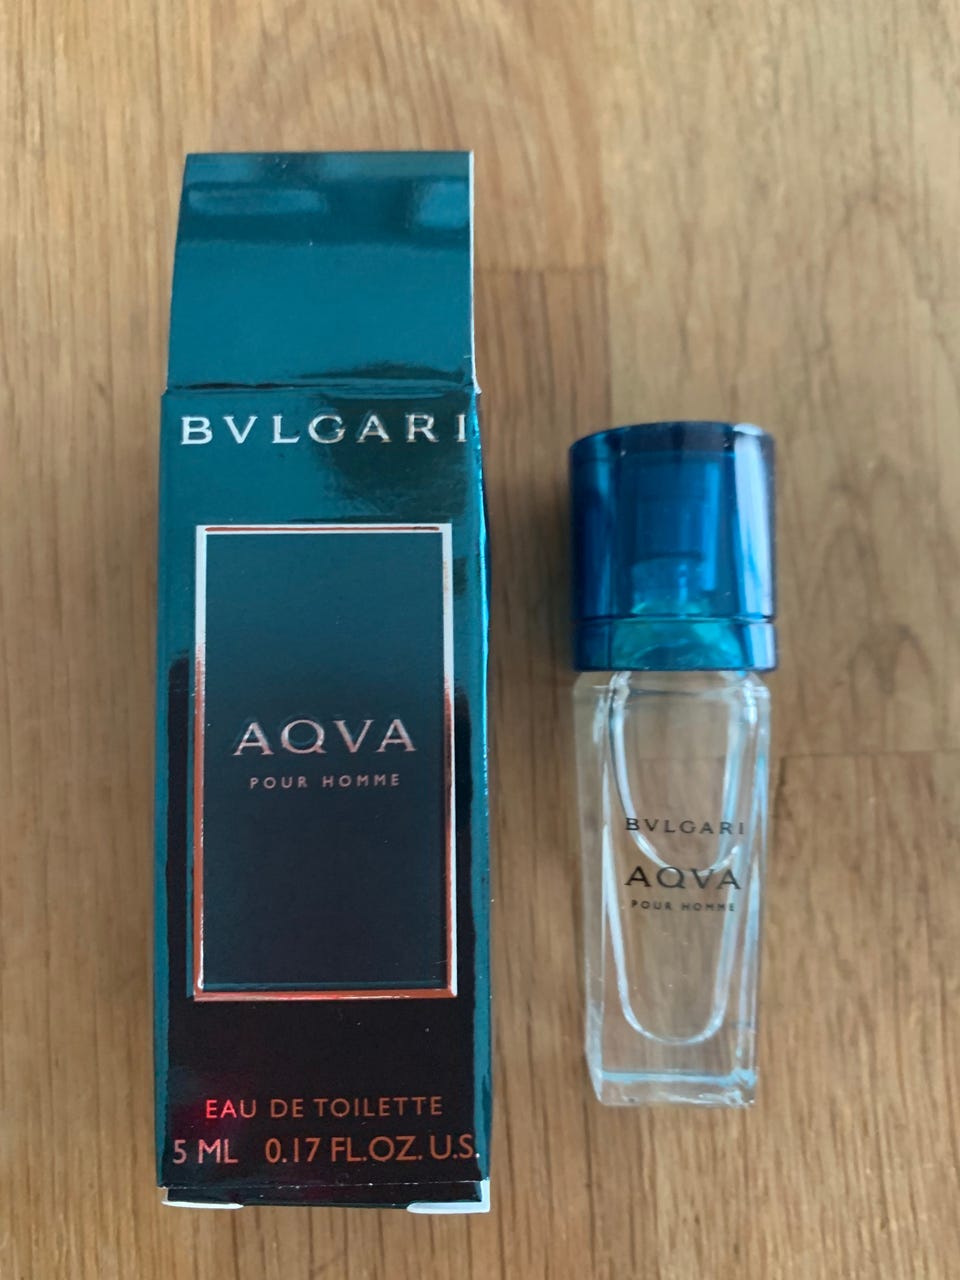 BVLGARI
AQVA
POUR HOMME
EAU DE TOILETTE
5 ML 0.17 FL.OZ. U.S.
BVLGARI
AQVA
POUR HOMME